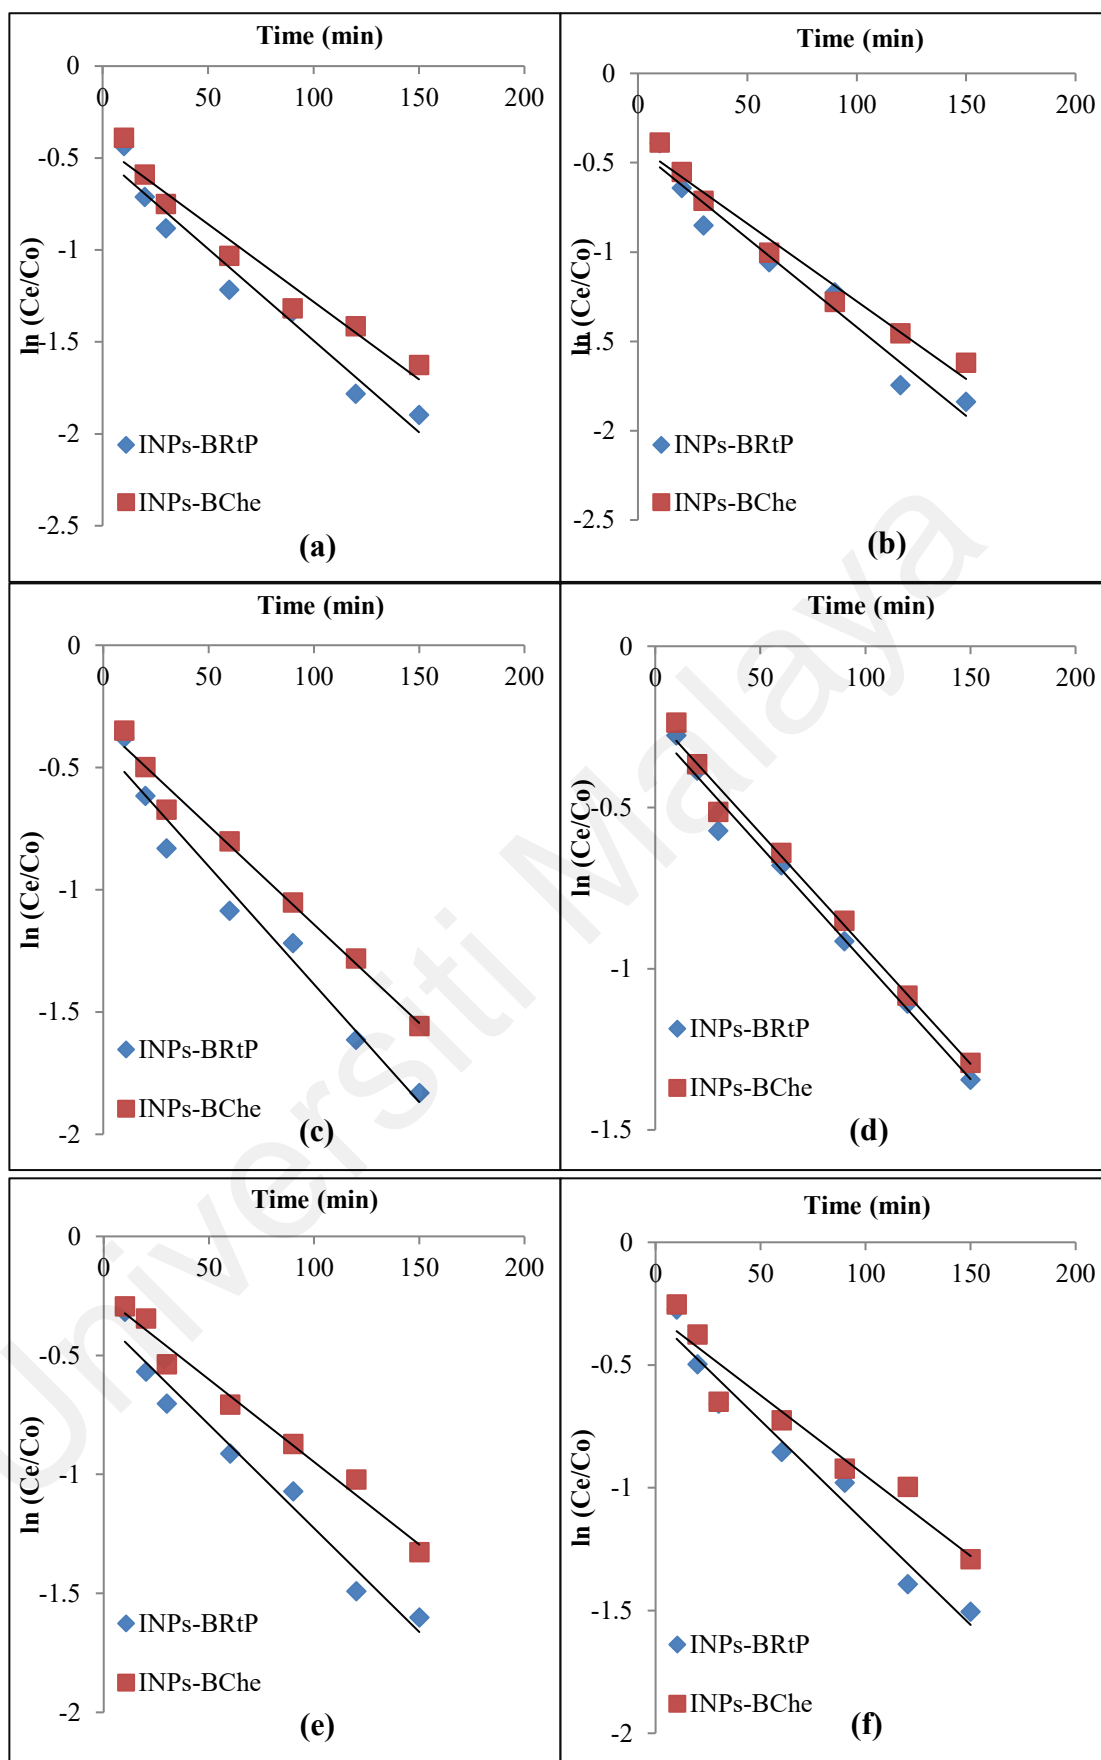 Time (min)
0
0 50 100 150 200
-0.5
-1
-1.5
-2
-2.5
ln (Ce/Co)
INPs-BRtP
INPs-BChe
(a)
Time (min)
0
0 50 100 150 200
-0.5
-1
-1.5
-2
-2.5
ln (Ce/Co)
INPs-BRtP
INPs-BChe
(b)
Time (min)
0
0 50 100 150 200
-0.5
-1
-1.5
-2
ln (Ce/Co)
INPs-BRtP
INPs-BChe
(c)
Time (min)
0
0 50 100 150 200
-0.5
-1
-1.5
ln (Ce/Co)
INPs-BRtP
INPs-BChe
(d)
Time (min)
0
0 50 100 150 200
-0.5
-1
-1.5
-2
ln (Ce/Co)
INPs-BRtP
INPs-BChe
(e)
Time (min)
0
0 50 100 150 200
-0.5
-1
-1.5
-2
ln (Ce/Co)
INPs-BRtP
INPs-BChe
(f)
Universiti Malaya